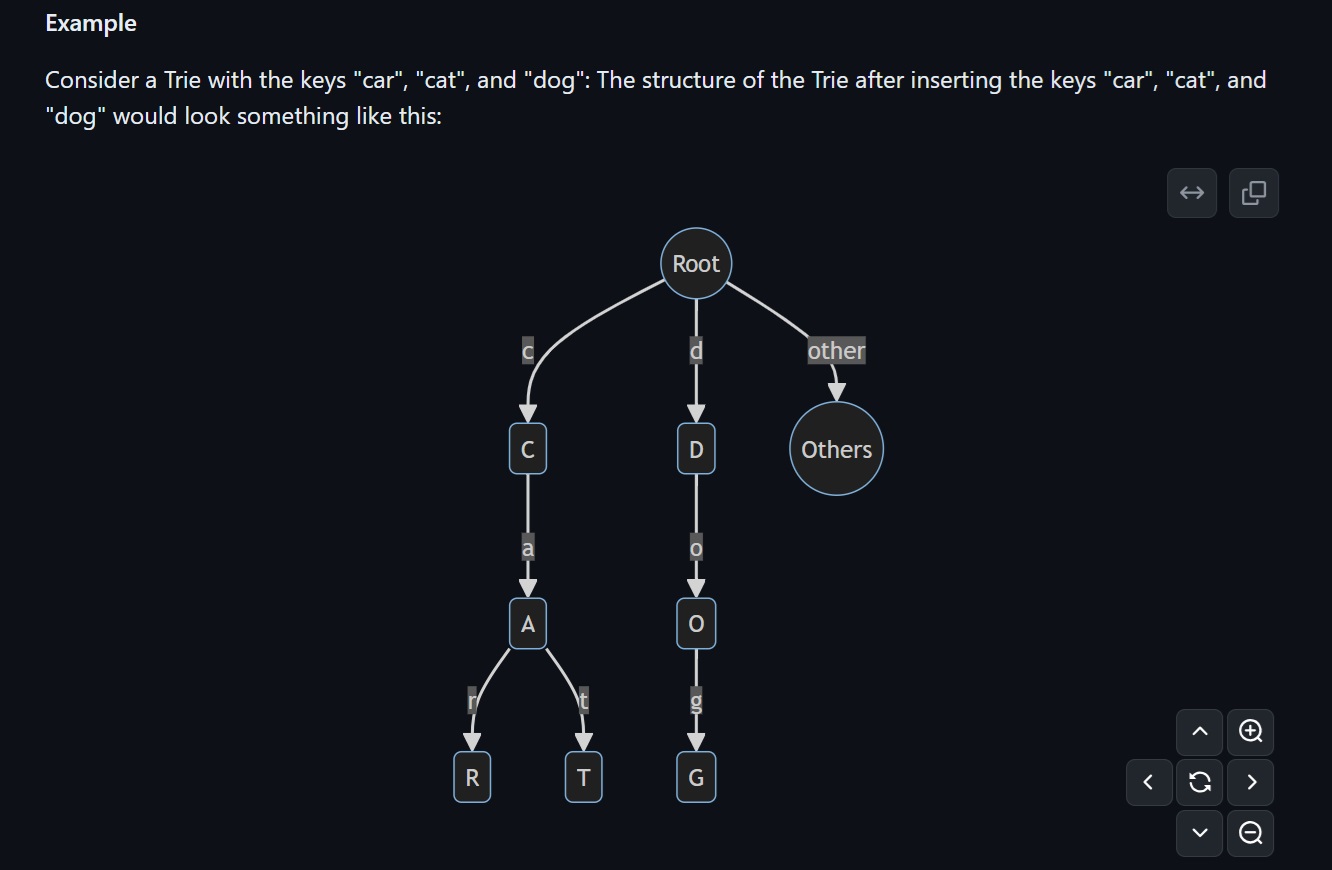 Example
Consider a Trie with the keys "car", "cat", and "dog": The structure of the Trie after inserting the keys "car", "cat", and
"dog" would look something like this:
Root
c
d
other
C
D
Others
a
o
A
O
r
t
g
R
T
G